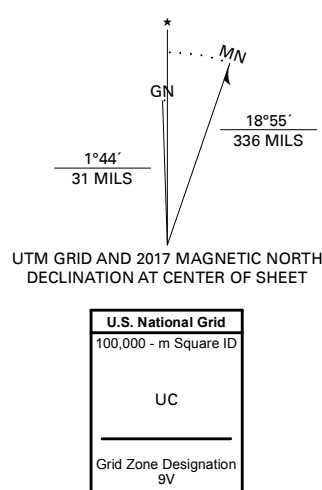 ★
MN
GN
18°55´
336 MILS
1°44´
31 MILS
UTM GRID AND 2017 MAGNETIC NORTH
DECLINATION AT CENTER OF SHEET
U.S. National Grid
100,000 - m Square ID
UC
Grid Zone Designation
9V